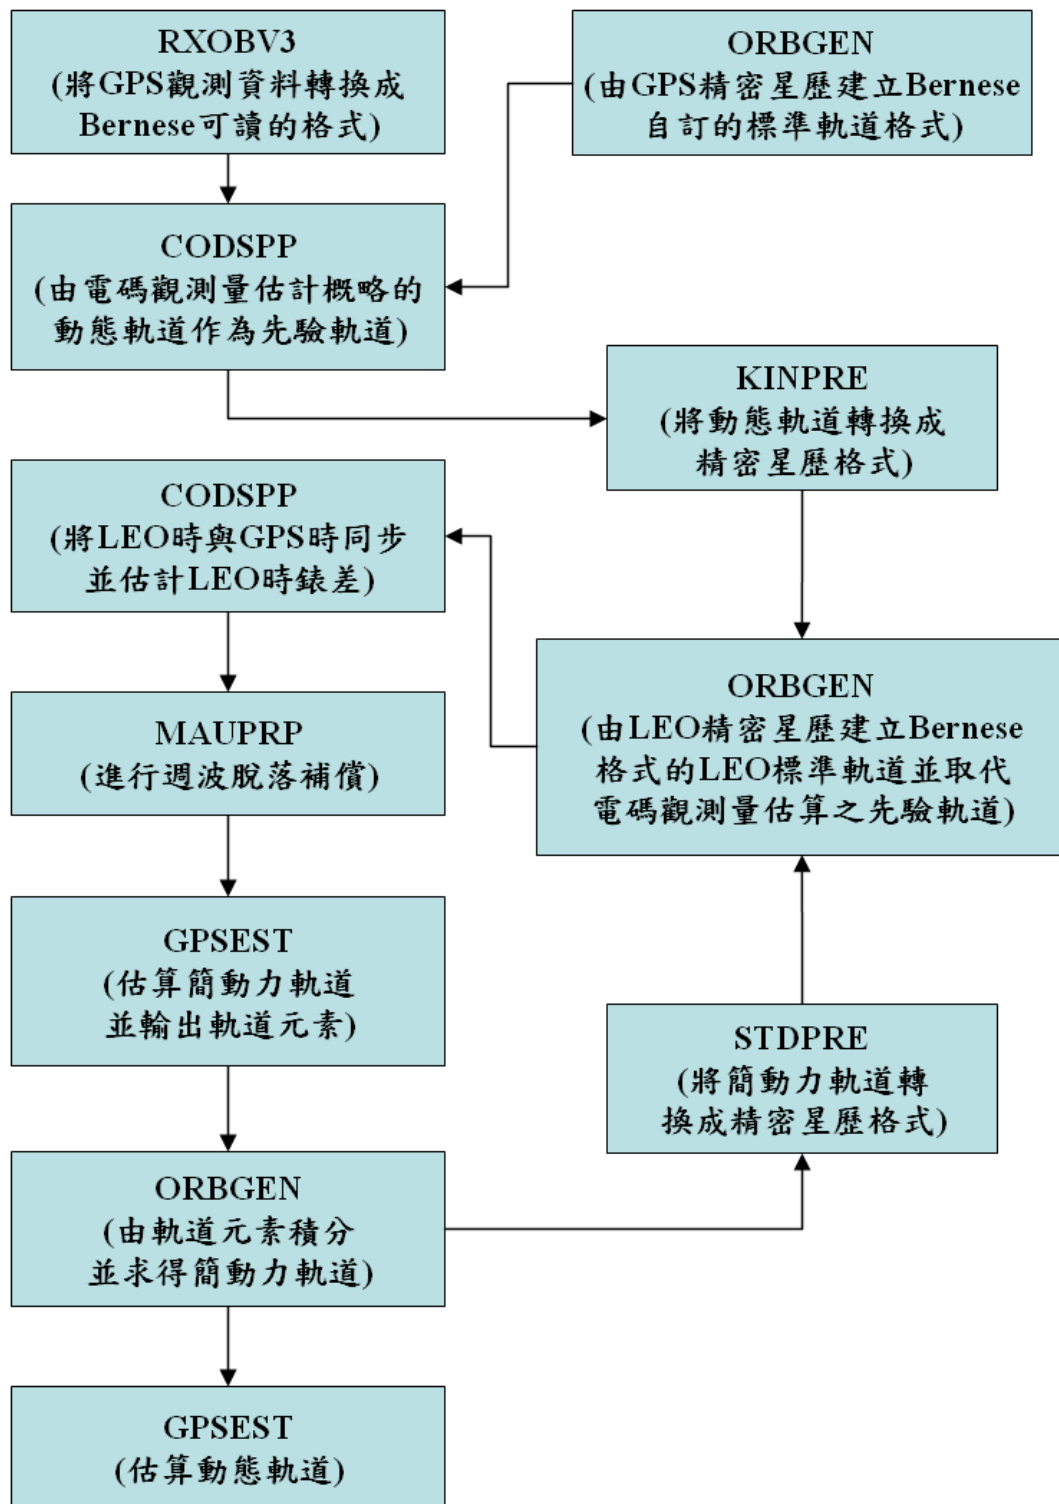 RXOBV3
(將GPS觀測資料轉換成
Bernese可讀的格式)
ORBGEN
(由GPS精密星歷建立Bernese
自訂的標準軌道格式)
CODSPP
(由電碼觀測量估計概略的
動態軌道作為先驗軌道)
KINPRE
(將動態軌道轉換成
精密星歷格式)
CODSPP
(將LEO時與GPS時同步
並估計LEO時錶差)
ORBGEN
(由LEO精密星歷建立Bernese
格式的LEO標準軌道並取代
電碼觀測量估算之先驗軌道)
MAUPRP
(進行週波脫落補償)
GPSEST
(估算簡動力軌道
並輸出軌道元素)
STDPRE
(將簡動力軌道轉
換成精密星歷格式)
ORBGEN
(由軌道元素積分
並求得簡動力軌道)
GPSEST
(估算動態軌道)